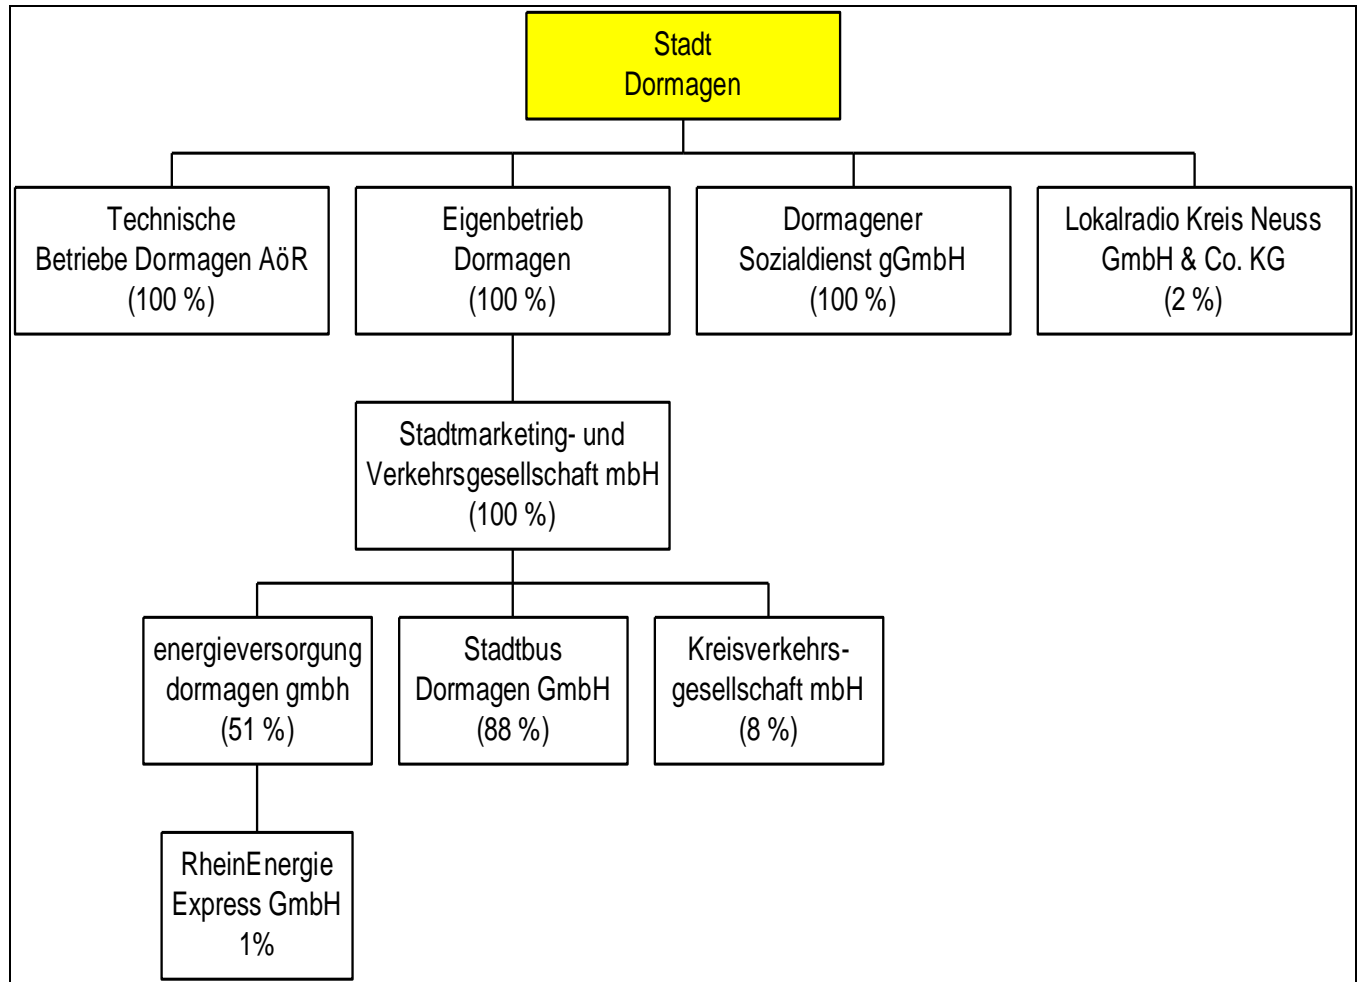 Stadt
Dormagen
Technische
Betriebe Dormagen AöR
(100 %)
Eigenbetrieb
Dormagen
(100 %)
Dormagener
Sozialdienst gGmbH
(100 %)
Lokalradio Kreis Neuss
GmbH & Co. KG
(2 %)
Stadtmarketing- und
Verkehrsgesellschaft mbH
(100 %)
energieversorgung
dormagen gmbh
(51 %)
Stadtbus
Dormagen GmbH
(88 %)
Kreisverkehrs-
gesellschaft mbH
(8 %)
RheinEnergie
Express GmbH
1%